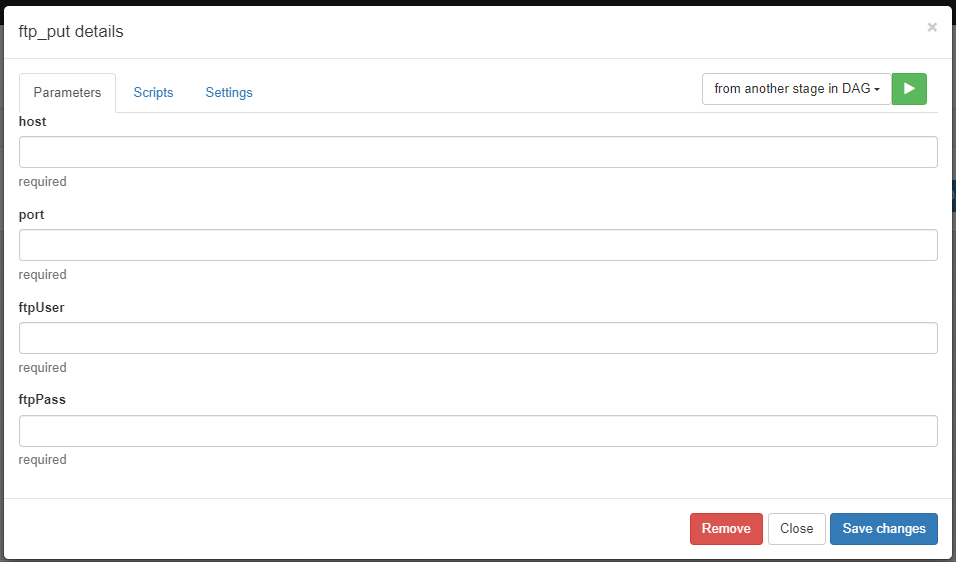 ftp_put details
×
Parameters
Scripts
Settings
from another stage in DAG
host
required
port
required
ftpUser
required
ftpPass
required
Remove
Close
Save changes